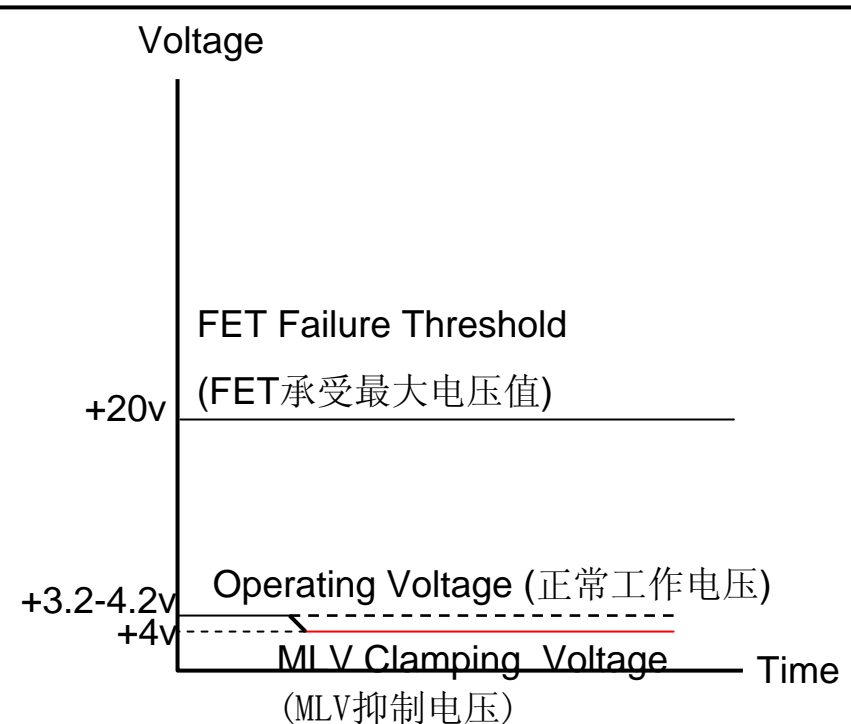 Voltage
FET Failure Threshold
(FET承受最大电压值)
+20v
Operating Voltage (正常工作电压)
+3.2-4.2v
+4v
MLV Clamping Voltage
Time
(MLV抑制电压)